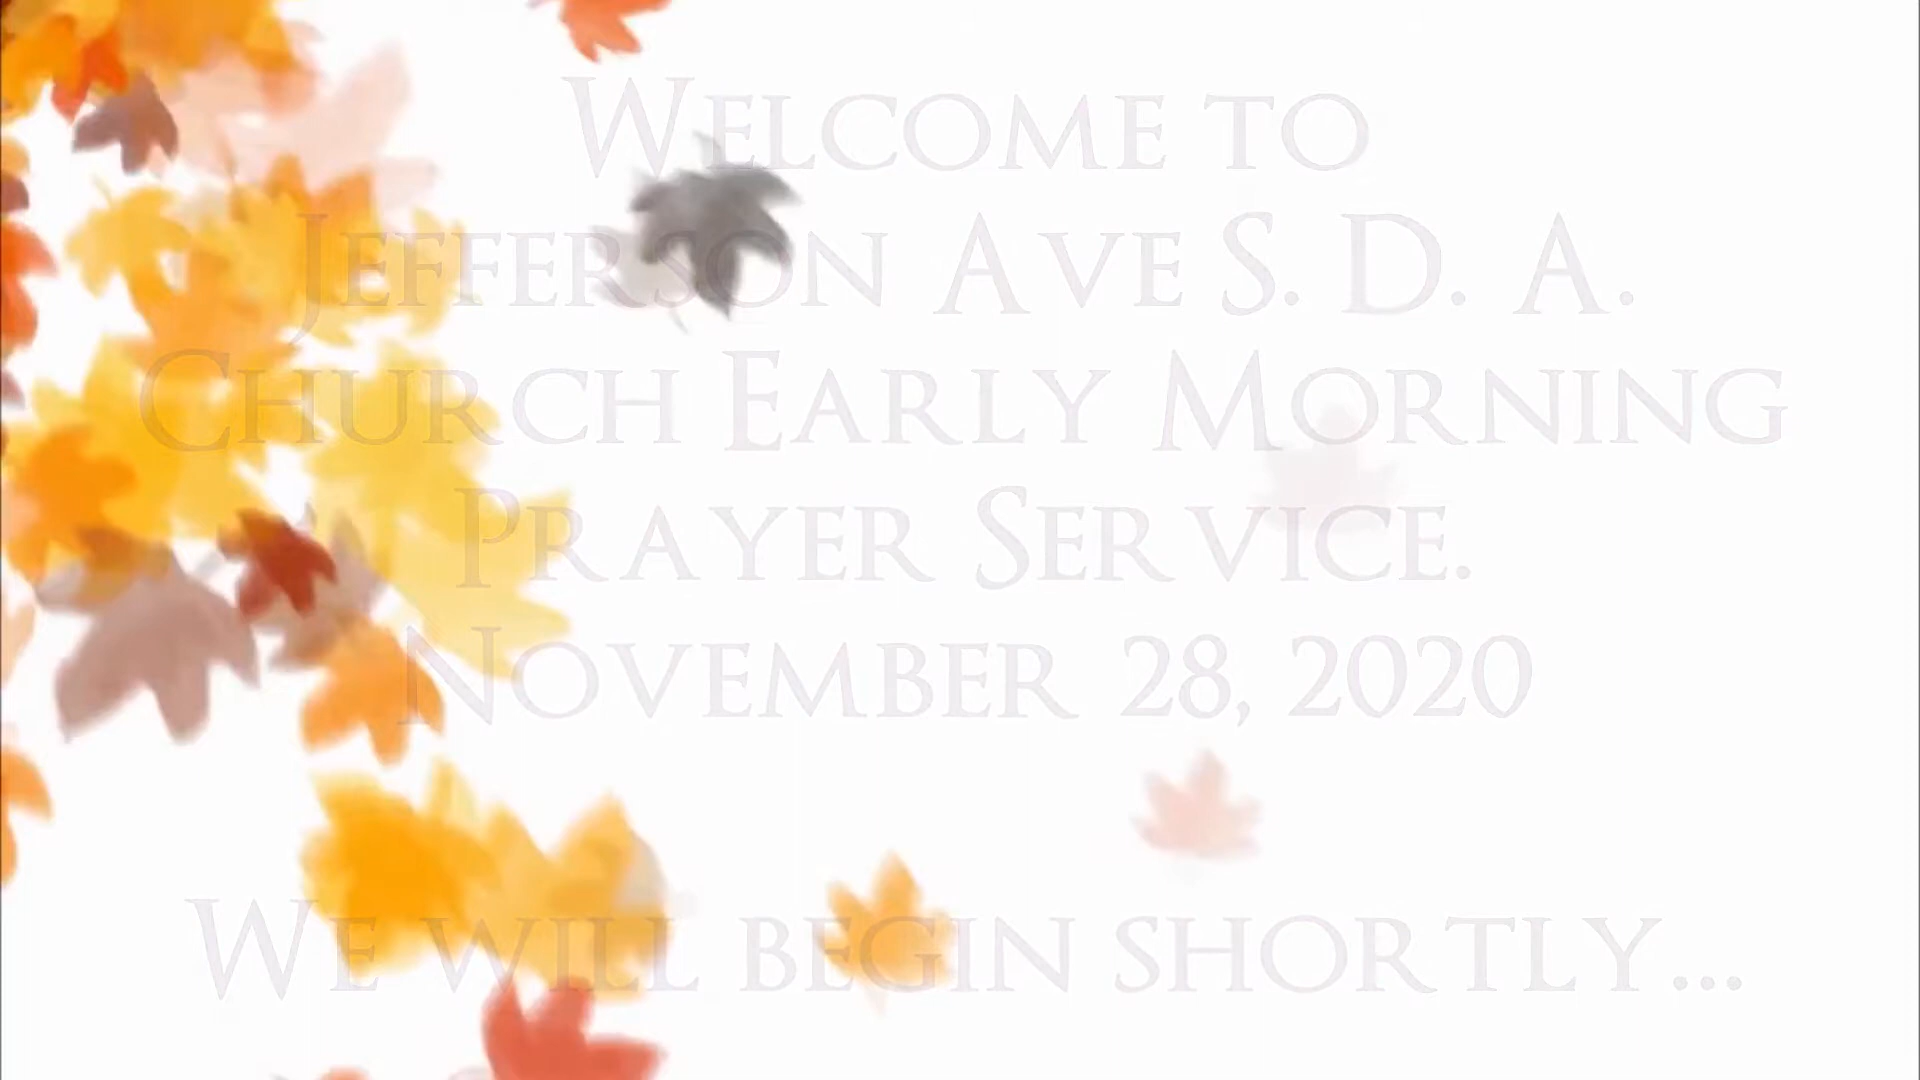 Welcome to
Jefferson Ave S. D. A.
Church Early Morning
Prayer Service.
November 28, 2020
We will begin shortly...